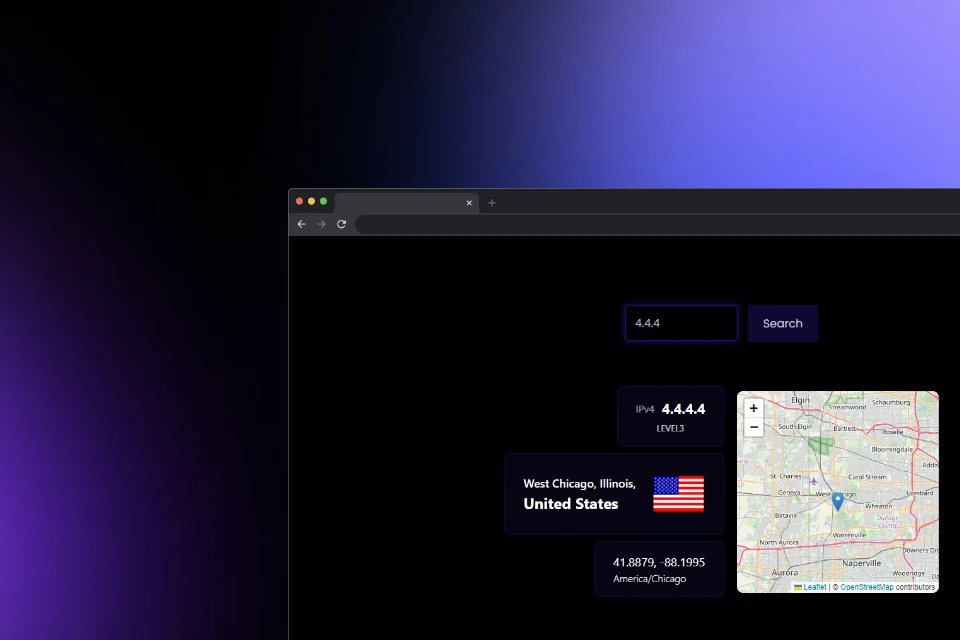 4.4.4
Search
IPv4 4.4.4.4
LEVEL3
West Chicago, Illinois,
United States
41.8879, -88.1995
America/Chicago
+
−
Elgin
Schaumburg
Streamwood
South Elgin
Bartlett
Roselle
Bloomingdale
Addis
St. Charles
Carol Stream
Geneva
West Chicago
Lombard
Wheaton
Batavia
DuPage
County
Warrenville
North Aurora
Downers Gro
Naperville
Aurora
Woodridge
Da
Leaflet | © OpenStreetMap contributors